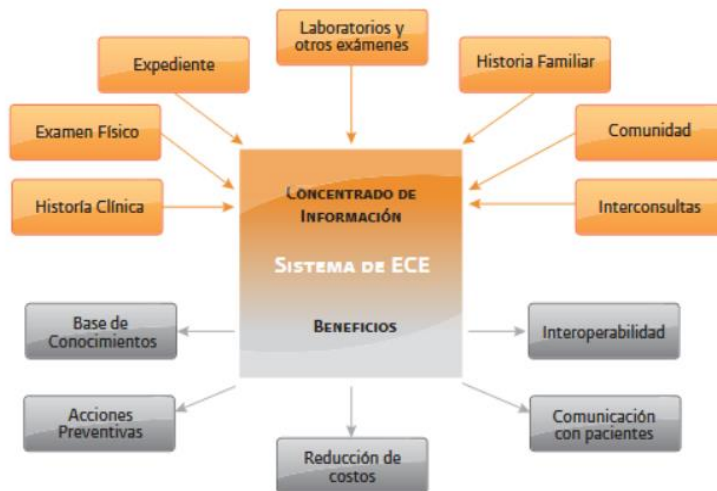 Laboratorios y
otros exámenes
Expediente
Historia Familiar
Examen Físico
Comunidad
Historía Clínica
Interconsultas
Concentrado de
Información
Sistema de ECE
Beneficios
Base de
Conocimientos
Interoperabilidad
Acciones
Preventivas
Comunicación
con pacientes
Reducción de
costos